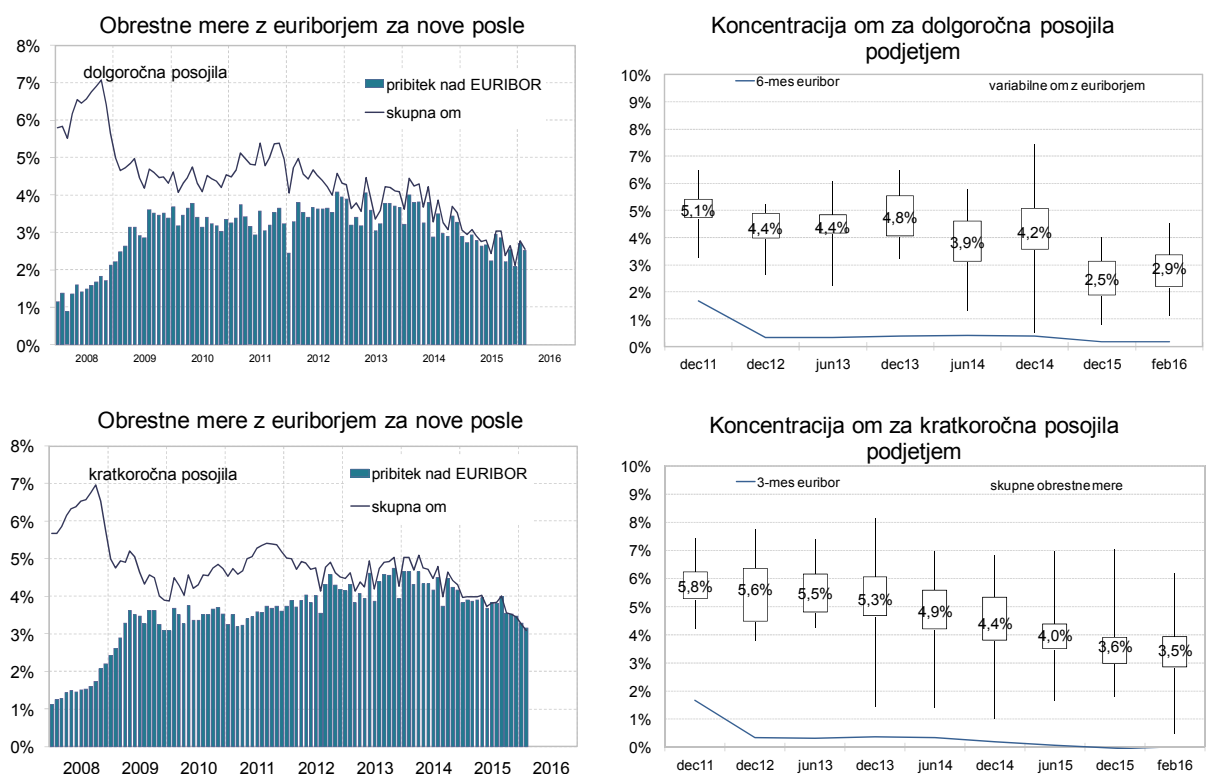 Obrestne mere z euriborjem za nove posle
8%
7%
6%
5%
4%
3%
2%
1%
0%
dolgoročna posojila
pribitek nad EURIBOR
skupna om
2008 2009 2010 2011 2012 2013 2014 2015 2016
Koncentracija om za dolgoročna posojila
podjetjem
10%
9%
8%
7%
6%
5%
4%
3%
2%
1%
0%
6-mes euribor
variabilne om z euriborjem
5,1% 4,4% 4,4% 4,8% 3,9% 4,2% 2,5% 2,9%
dec11 dec12 jun13 dec13 jun14 dec14 dec15 feb16
Obrestne mere z euriborjem za nove posle
8%
7%
6%
5%
4%
3%
2%
1%
0%
kratkoročna posojila
pribitek nad EURIBOR
skupna om
2008 2009 2010 2011 2012 2013 2014 2015 2016
Koncentracija om za kratkoročna posojila
podjetjem
10%
9%
8%
7%
6%
5%
4%
3%
2%
1%
0%
3-mes euribor
skupne obrestne mere
5,8% 5,6% 5,5% 5,3% 4,9% 4,4% 4,0% 3,6% 3,5%
dec11 dec12 jun13 dec13 jun14 dec14 jun15 dec15 feb16